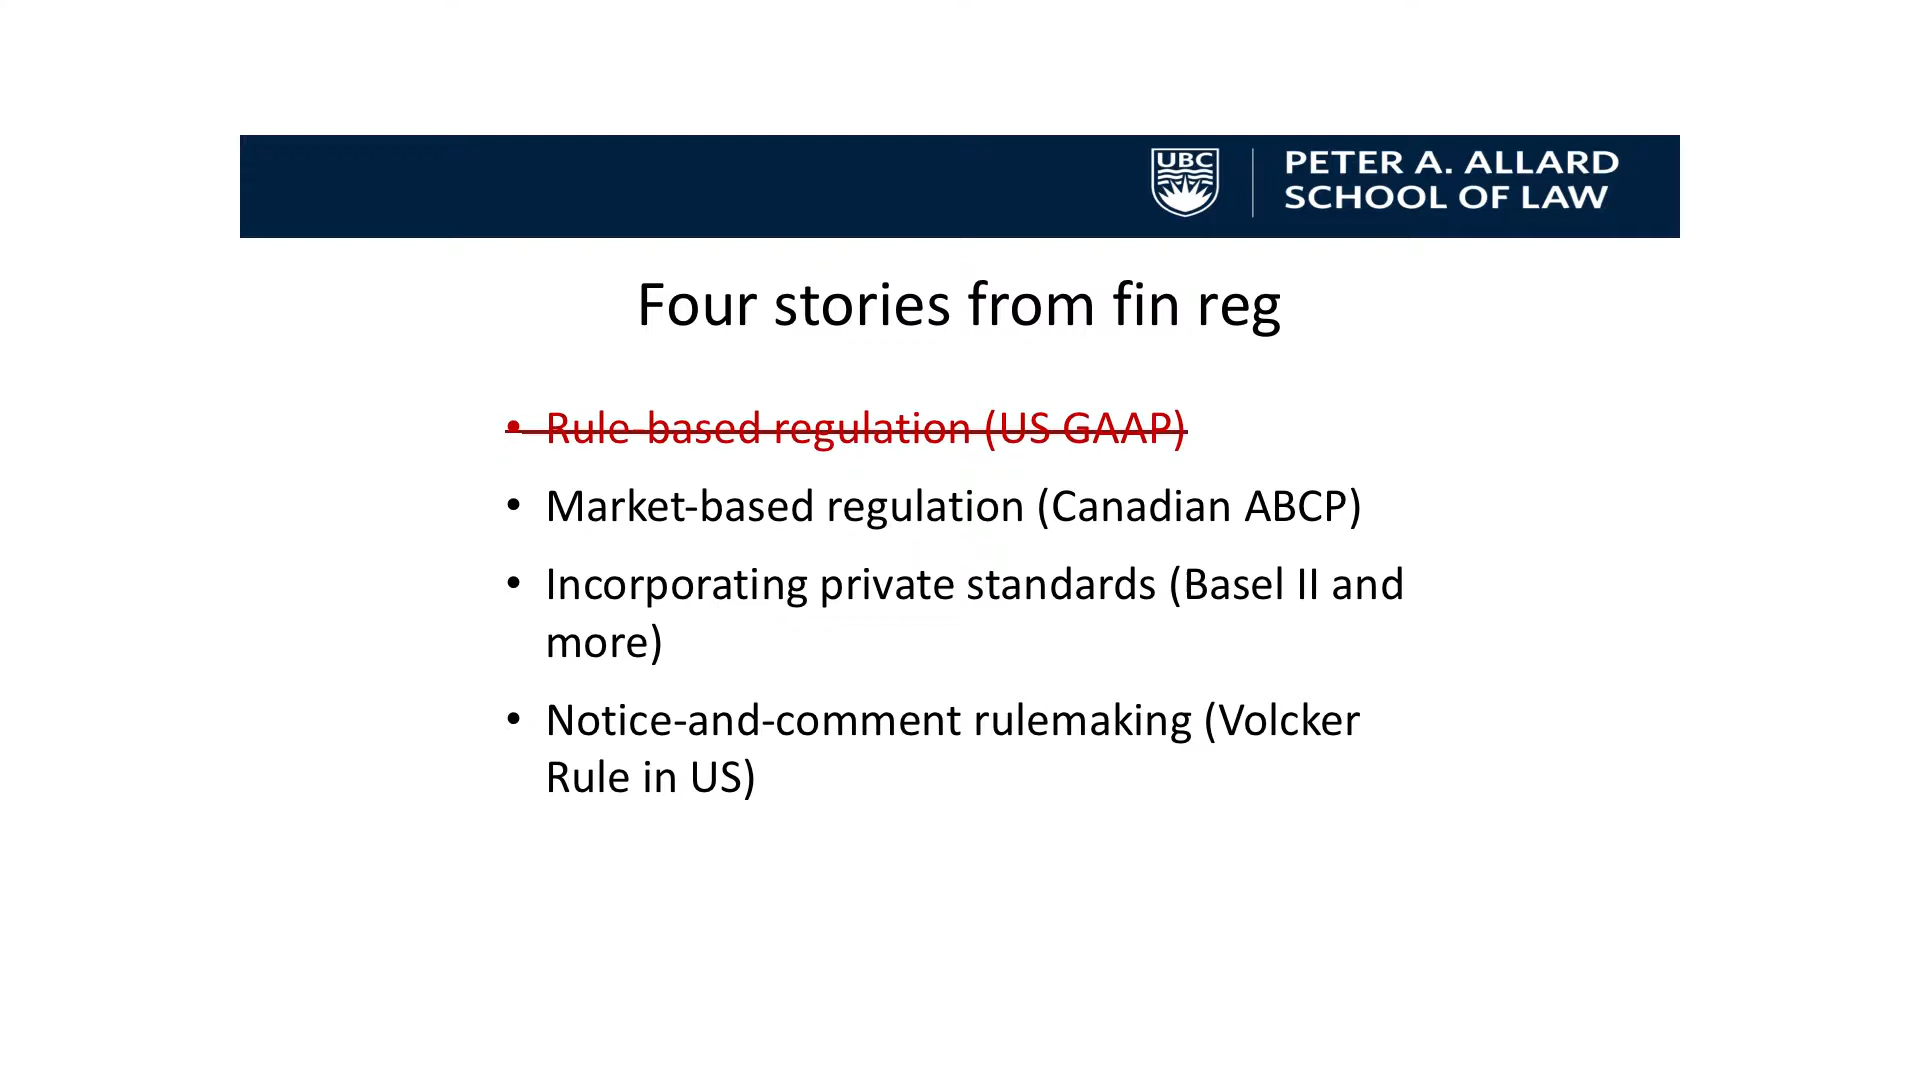 UBC
PETER A. ALLARD
SCHOOL OF LAW
Four stories from fin reg
• Rule-based regulation (US GAAP)
• Market-based regulation (Canadian ABCP)
• Incorporating private standards (Basel II and
more)
• Notice-and-comment rulemaking (Volcker
Rule in US)